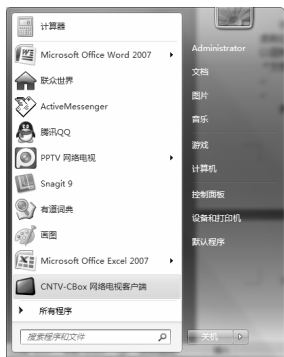 计算器
Microsoft Office Word 2007
联众世界
ActiveMessenger
腾讯QQ
PPTV 网络电视
Snagit 9
有道词典
画图
Microsoft Office Excel 2007
CNTV-CBox 网络电视客户端
所有程序
搜索程序和文件
Administrator
文档
图片
音乐
游戏
计算机
控制面板
设备和打印机
默认程序
关机